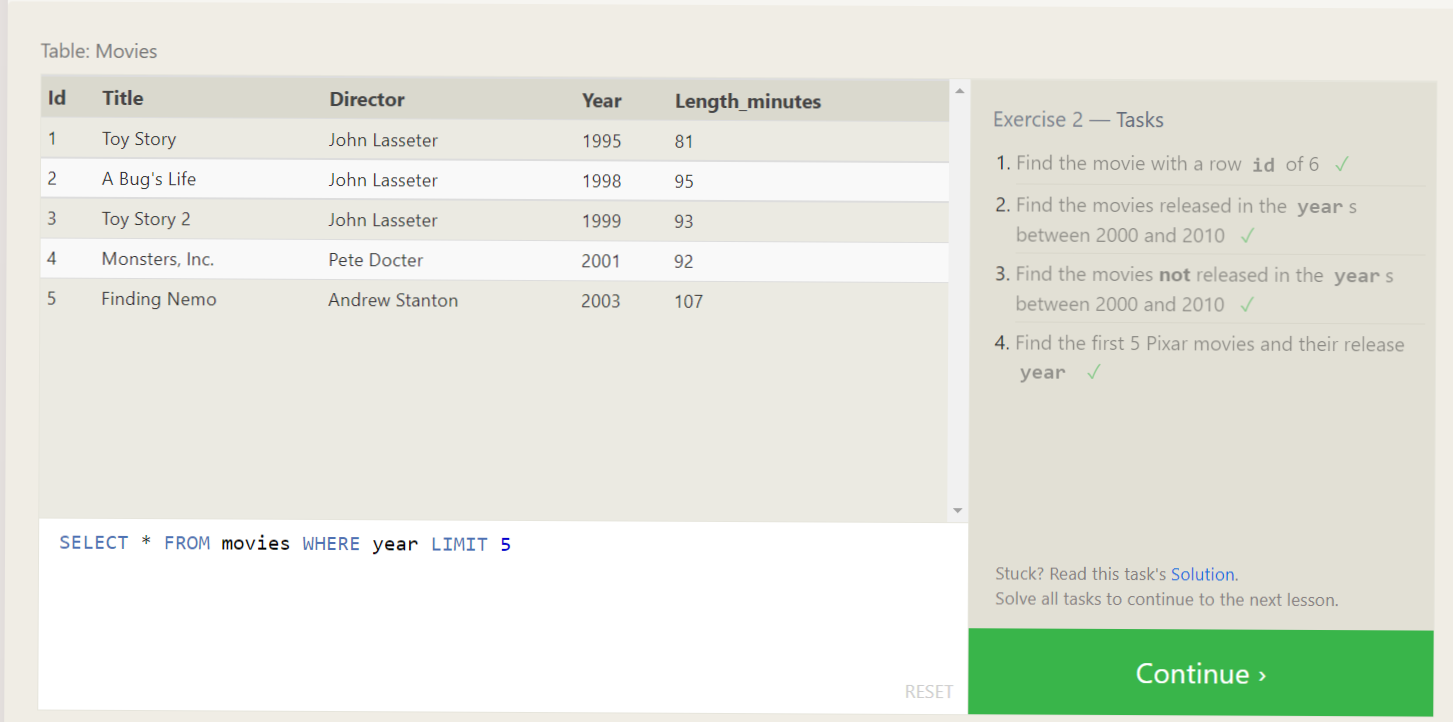 Table: Movies
Id Title Director Year Length_minutes
1 Toy Story John Lasseter 1995 81
2 A Bug's Life John Lasseter 1998 95
3 Toy Story 2 John Lasseter 1999 93
4 Monsters, Inc. Pete Docter 2001 92
5 Finding Nemo Andrew Stanton 2003 107
SELECT * FROM movies WHERE year LIMIT 5
RESET
Exercise 2 — Tasks
1. Find the movie with a row id of 6 ✓
2. Find the movies released in the year s
between 2000 and 2010 ✓
3. Find the movies not released in the year s
between 2000 and 2010 ✓
4. Find the first 5 Pixar movies and their release
year ✓
Stuck? Read this task's Solution.
Solve all tasks to continue to the next lesson.
Continue ›